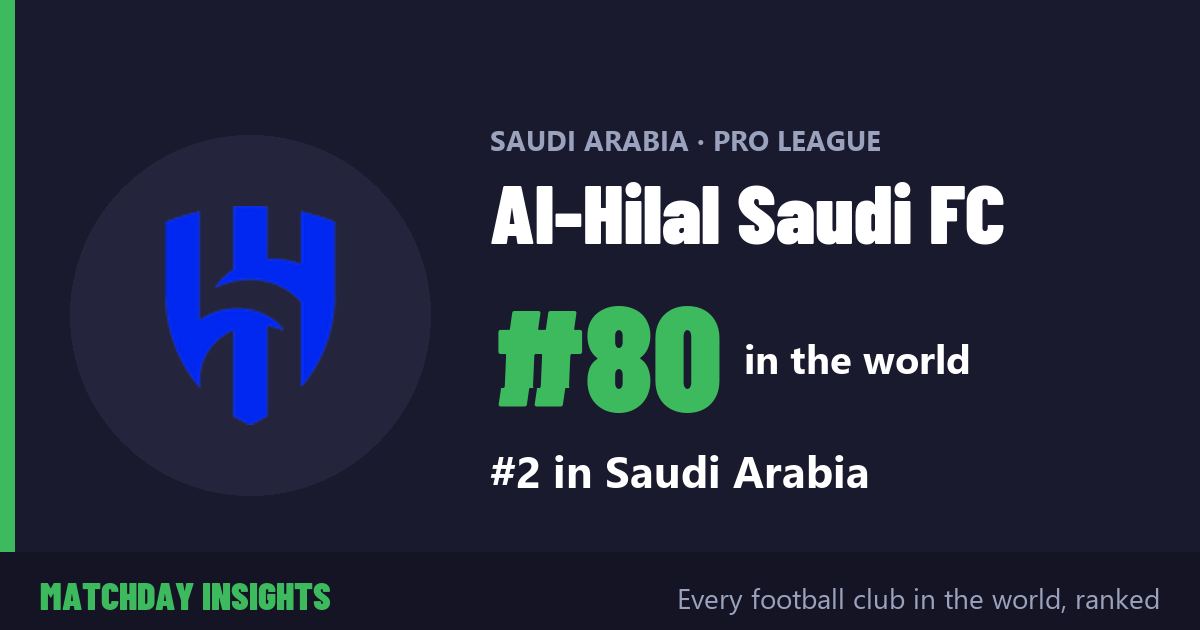 SAUDI ARABIA · PRO LEAGUE
Al-Hilal Saudi FC
#80 in the world
#2 in Saudi Arabia
MATCHDAY INSIGHTS
Every football club in the world, ranked